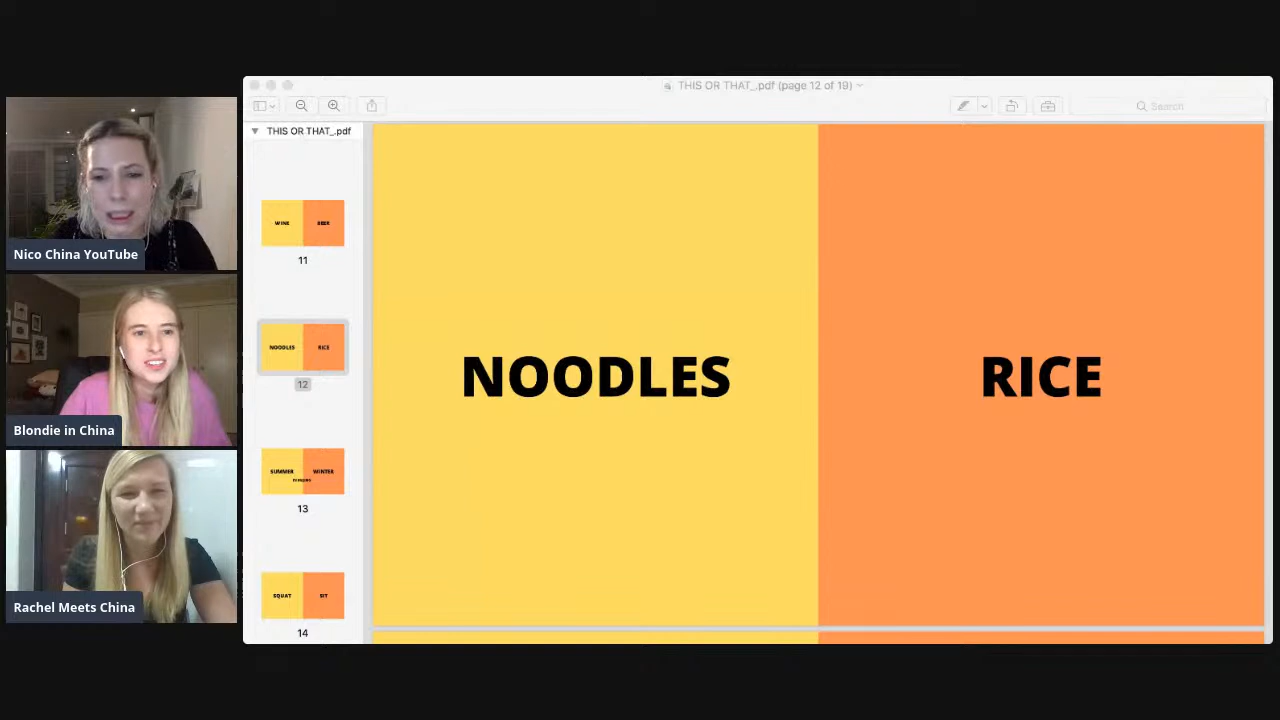 THIS OR THAT_.pdf (page 12 of 19)
Search
THIS OR THAT_.pdf
WINE BEER
11
NOODLES RICE
12
SUMMER WINTER
13
SQUAT SIT
14
NOODLES RICE
Nico China YouTube
Blondie in China
Rachel Meets China